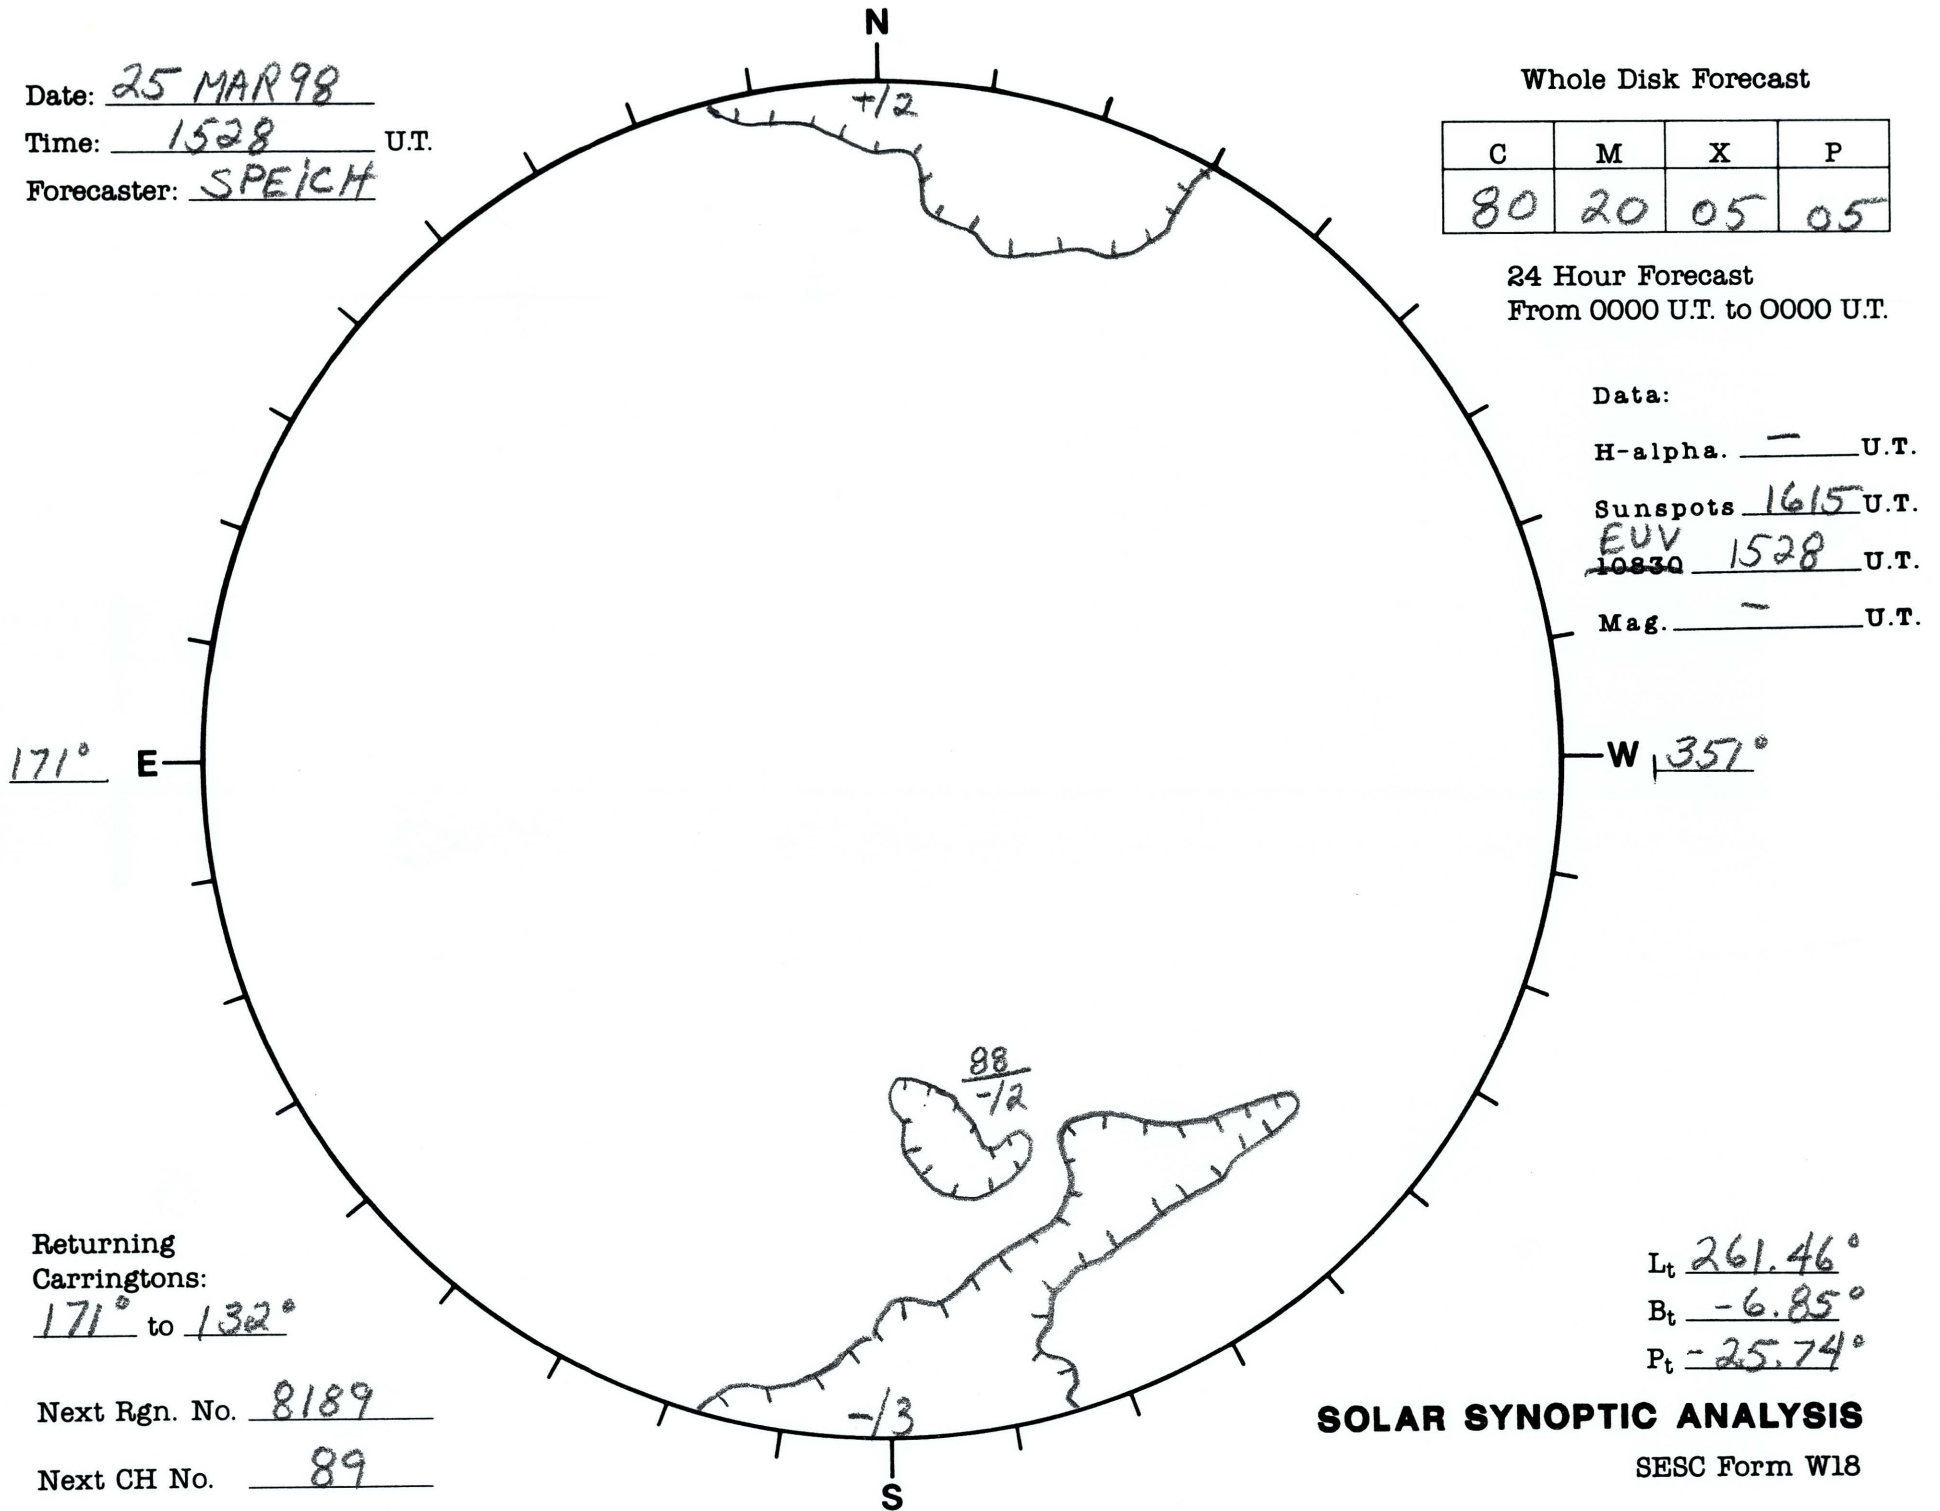 N
Date: 25 MAR 98
Time: 1528 U.T.
Forecaster: SPEICH
+/2
Whole Disk Forecast
C M X P
80 20 05 05
24 Hour Forecast
From 0000 U.T. to 0000 U.T.
Data:
H-alpha. — U.T.
Sunspots 1615 U.T.
EUV
10830 1528 U.T.
Mag. — U.T.
171° E
W 351°
88
-/2
-/3
Returning
Carringtons:
171° to 132°
Next Rgn. No. 8189
Next CH No. 89
Lt 261.46°
Bt -6.85°
Pt -25.74°
SOLAR SYNOPTIC ANALYSIS
SESC Form W18
S